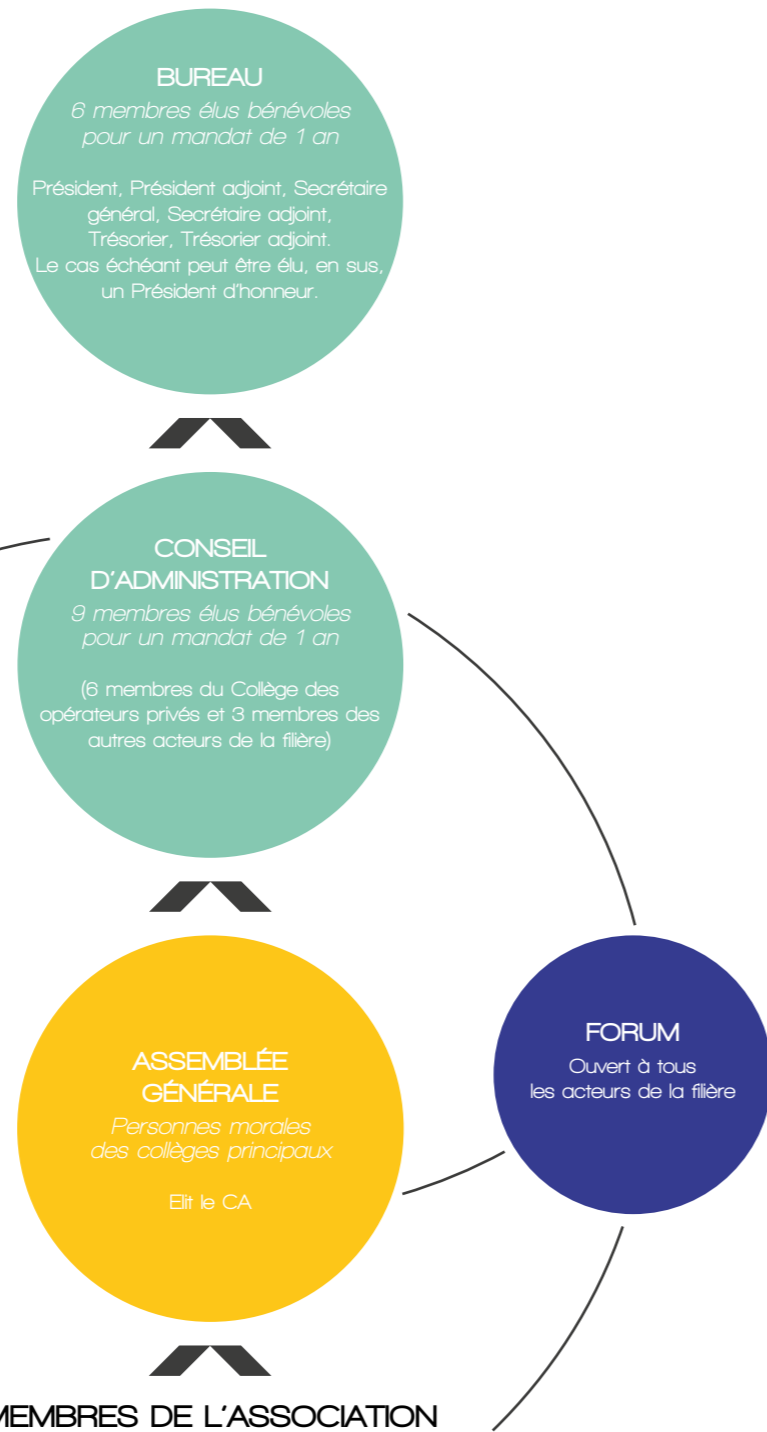 BUREAU
6 membres élus bénévoles
pour un mandat de 1 an
Président, Président adjoint, Secrétaire
général, Secrétaire adjoint,
Trésorier, Trésorier adjoint.
Le cas échéant peut être élu, en sus,
un Président d'honneur.
CONSEIL
D'ADMINISTRATION
9 membres élus bénévoles
pour un mandat de 1 an
(6 membres du Collège des
opérateurs privés et 3 membres des
autres acteurs de la filière)
ASSEMBLÉE
GÉNÉRALE
Personnes morales
des collèges principaux
Elit le CA
FORUM
Ouvert à tous
les acteurs de la filière
MEMBRES DE L'ASSOCIATION